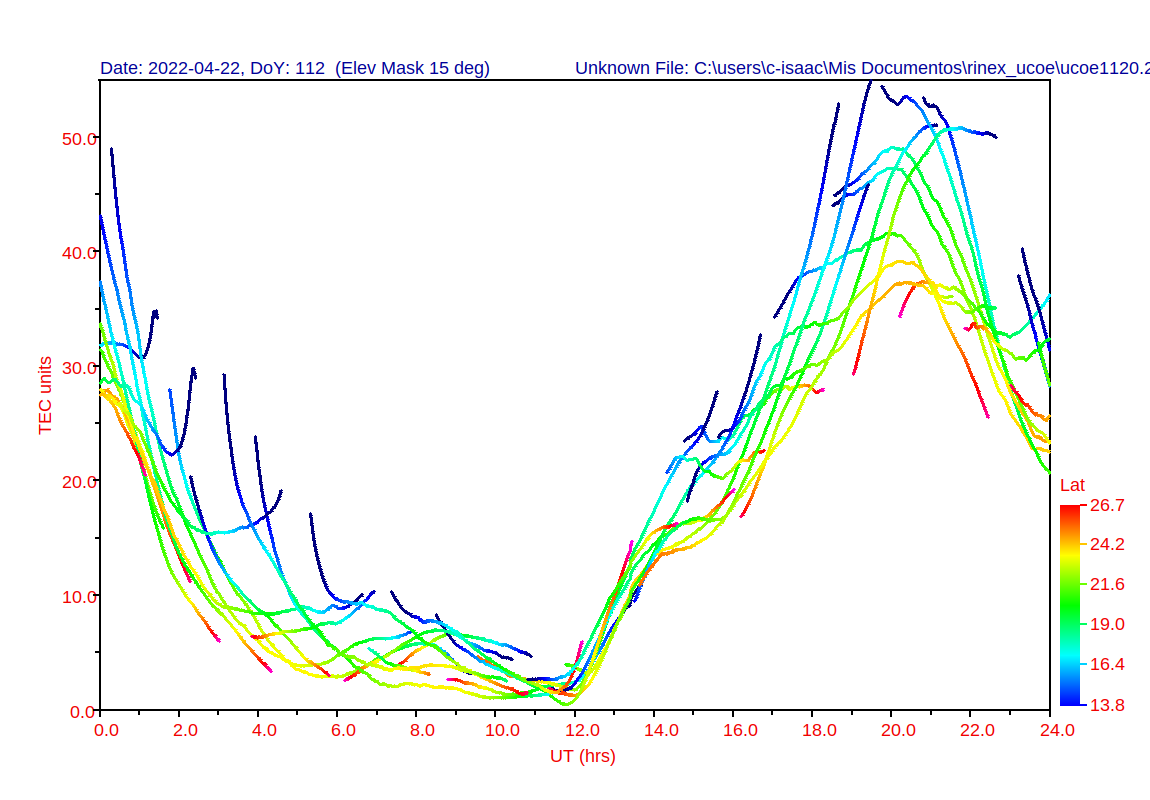 Date: 2022-04-22, DoY: 112  (Elev Mask 15 deg)          Unknown File: C:\users\c-isaac\Mis Documentos\rinex_ucoe\ucoe1120.2
50.0
40.0
30.0
20.0
10.0
0.0
TEC units
0.0 2.0 4.0 6.0 8.0 10.0 12.0 14.0 16.0 18.0 20.0 22.0 24.0
UT (hrs)
Lat
26.7
24.2
21.6
19.0
16.4
13.8